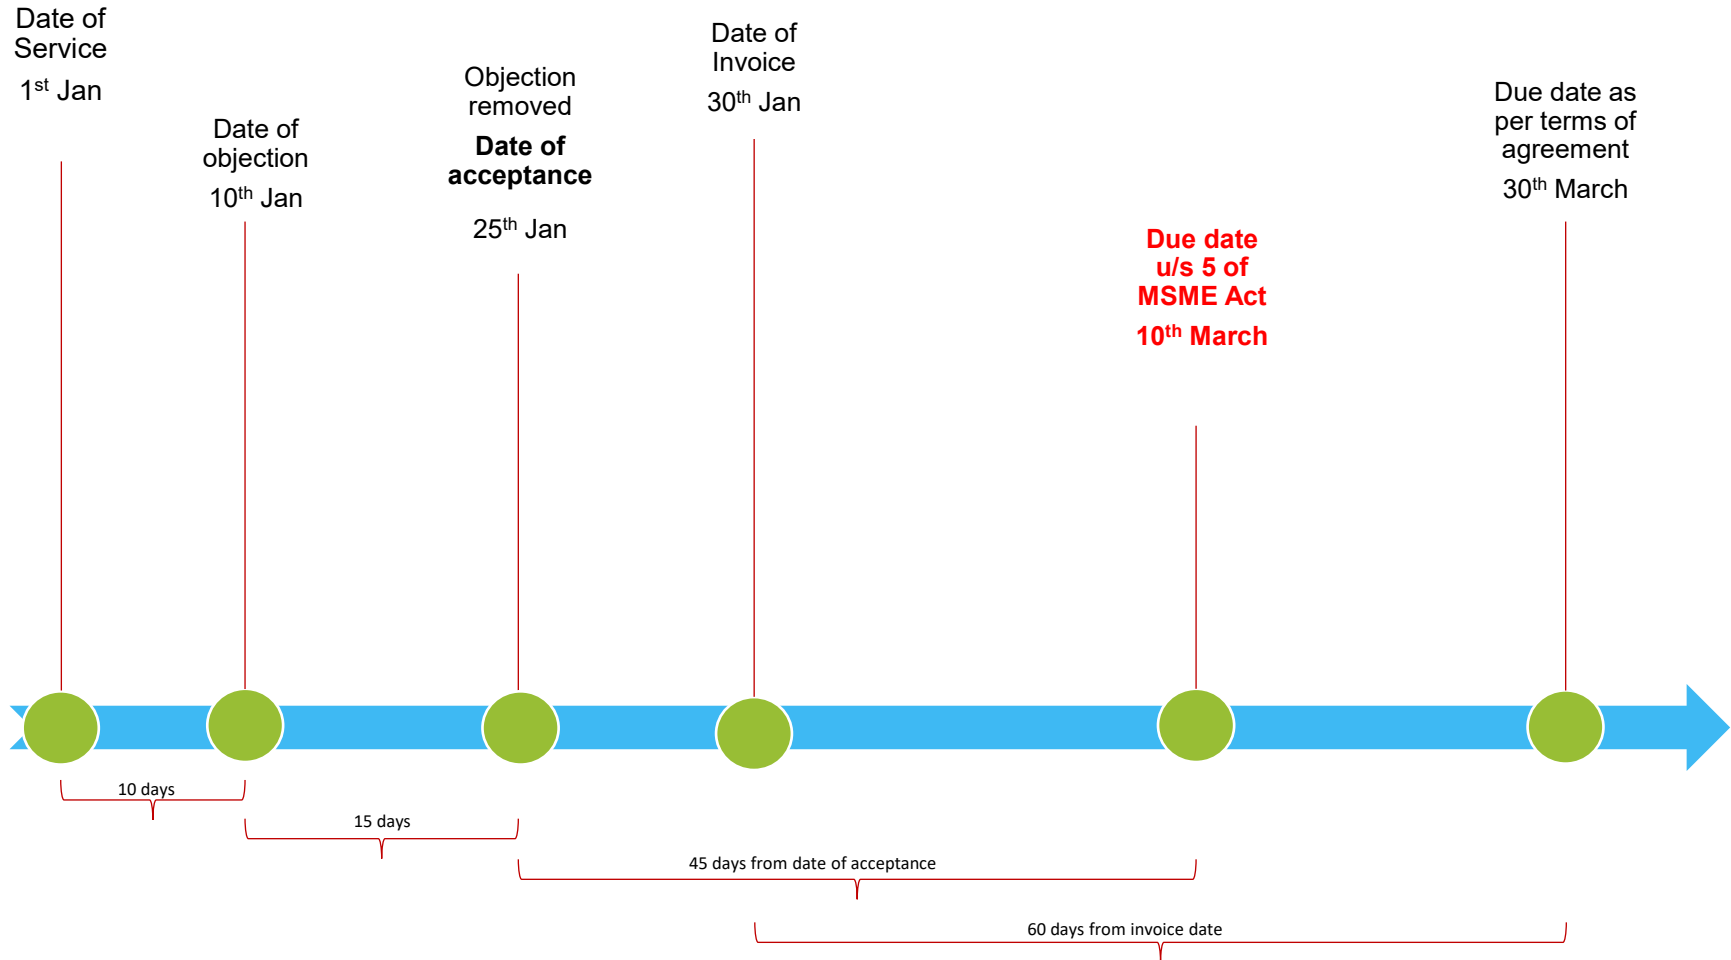 Date of
Service
1st Jan
Date of
objection
10th Jan
Objection
removed
Date of
acceptance
25th Jan
Date of
Invoice
30th Jan
Due date
u/s 5 of
MSME Act
10th March
Due date as
per terms of
agreement
30th March
10 days
15 days
45 days from date of acceptance
60 days from invoice date